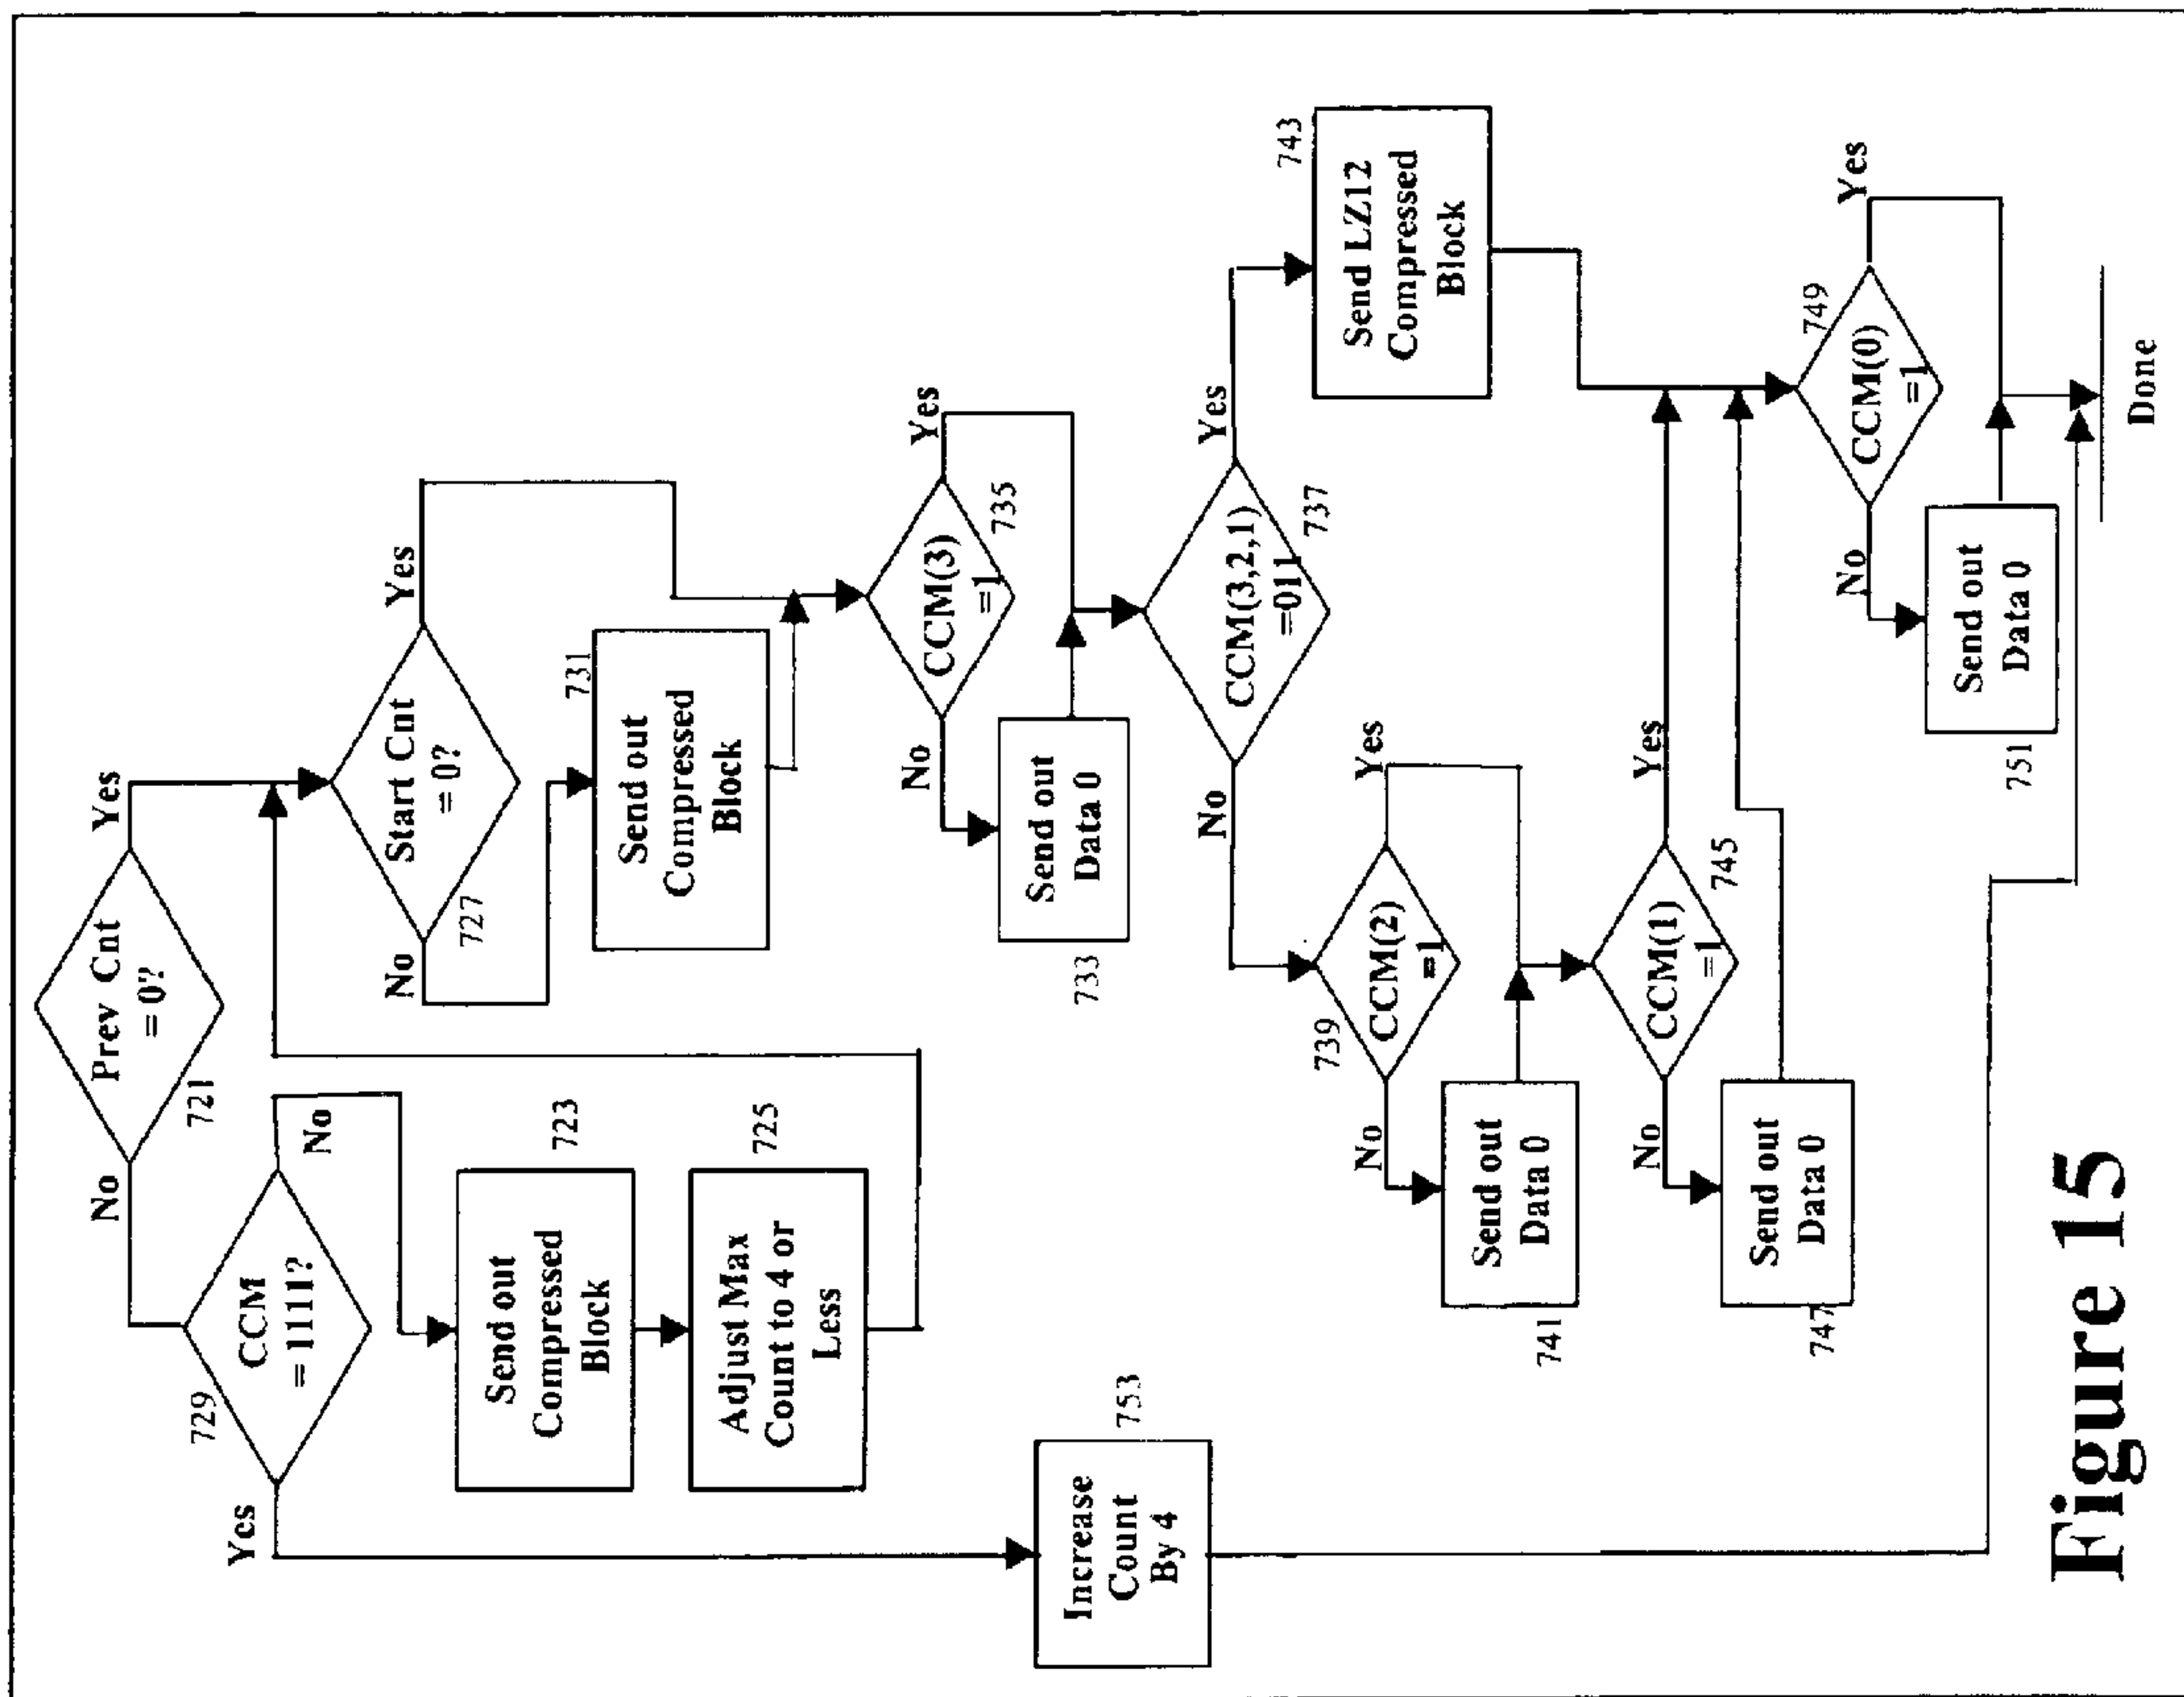 Prev Cnt
= 0?
721
No
Yes
CCM
= 1111?
729
Yes
No
Start Cnt
= 0?
727
No
Yes
Send out
Compressed
Block
723
Adjust Max
Count to 4 or
Less
725
Send out
Compressed
Block
731
CCM(3)
=1
735
No
Yes
Send out
Data 0
733
Increase
Count
By 4
753
CCM(3,2,1)
=011
737
No
Yes
Send LZ12
Compressed
Block
743
CCM(2)
=1
739
No
Yes
Send out
Data 0
741
CCM(1)
=1
745
No
Yes
Send out
Data 0
747
CCM(0)
=1
749
No
Yes
Send out
Data 0
751
Done
Figure 15